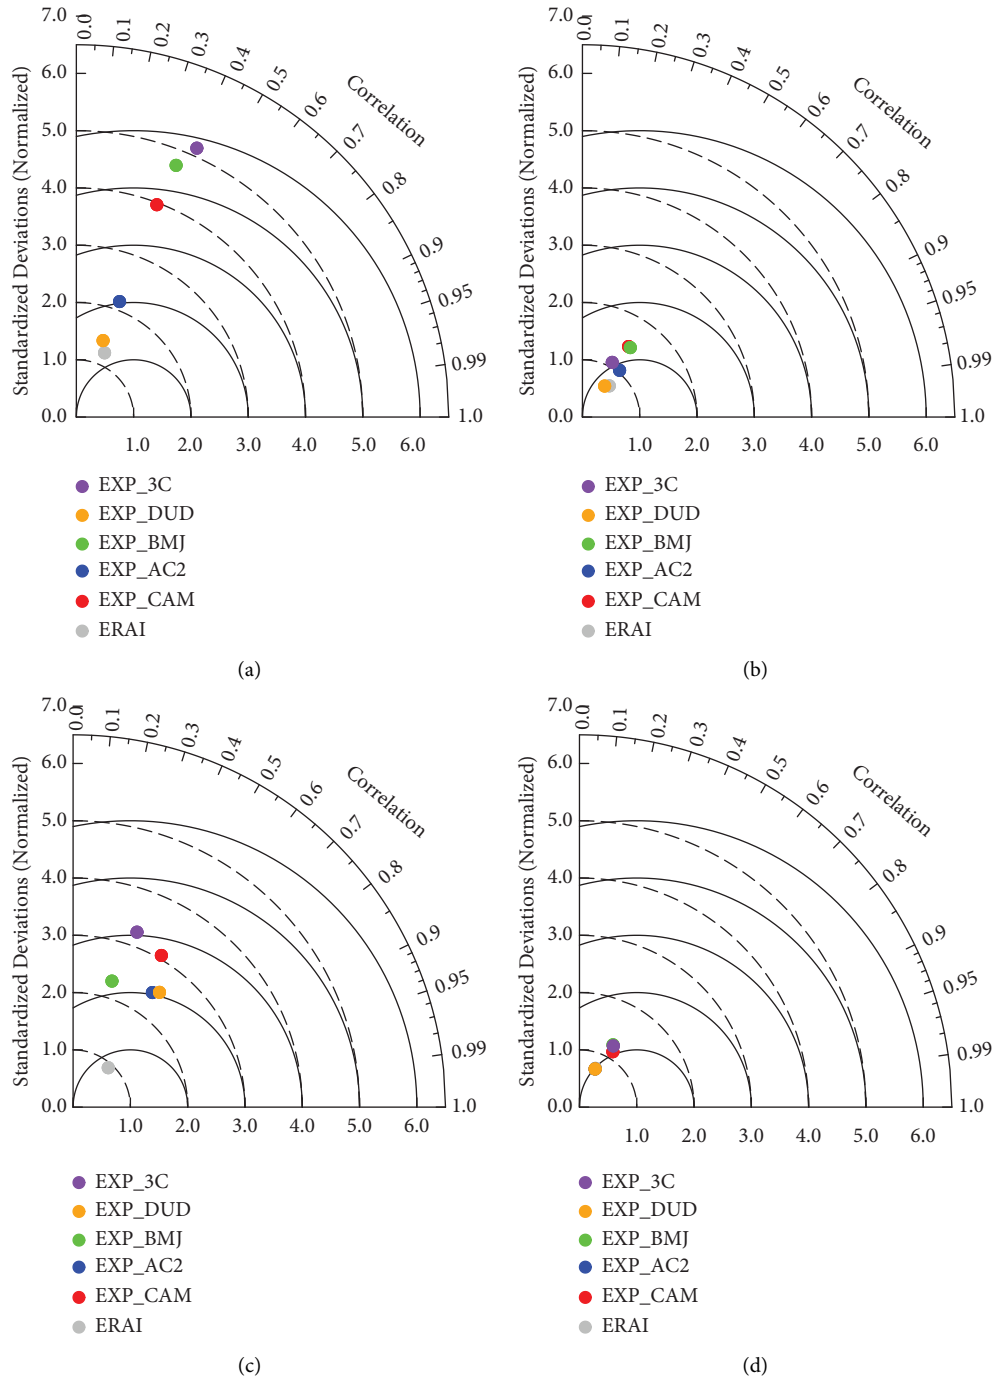 7.0
6.0
5.0
4.0
3.0
2.0
1.0
0.0
Standardized Deviations (Normalized)
0.0
0.1
0.2
0.3
0.4
0.5
0.6
0.7
0.8
0.9
0.95
0.99
1.0
Correlation
1.0 2.0 3.0 4.0 5.0 6.0
EXP_3C
EXP_DUD
EXP_BMJ
EXP_AC2
EXP_CAM
ERAI
(a)
7.0
6.0
5.0
4.0
3.0
2.0
1.0
0.0
Standardized Deviations (Normalized)
0.0
0.1
0.2
0.3
0.4
0.5
0.6
0.7
0.8
0.9
0.95
0.99
1.0
Correlation
1.0 2.0 3.0 4.0 5.0 6.0
EXP_3C
EXP_DUD
EXP_BMJ
EXP_AC2
EXP_CAM
ERAI
(b)
7.0
6.0
5.0
4.0
3.0
2.0
1.0
0.0
Standardized Deviations (Normalized)
0.0
0.1
0.2
0.3
0.4
0.5
0.6
0.7
0.8
0.9
0.95
0.99
1.0
Correlation
1.0 2.0 3.0 4.0 5.0 6.0
EXP_3C
EXP_DUD
EXP_BMJ
EXP_AC2
EXP_CAM
ERAI
(c)
7.0
6.0
5.0
4.0
3.0
2.0
1.0
0.0
Standardized Deviations (Normalized)
0.0
0.1
0.2
0.3
0.4
0.5
0.6
0.7
0.8
0.9
0.95
0.99
1.0
Correlation
1.0 2.0 3.0 4.0 5.0 6.0
EXP_3C
EXP_DUD
EXP_BMJ
EXP_AC2
EXP_CAM
ERAI
(d)